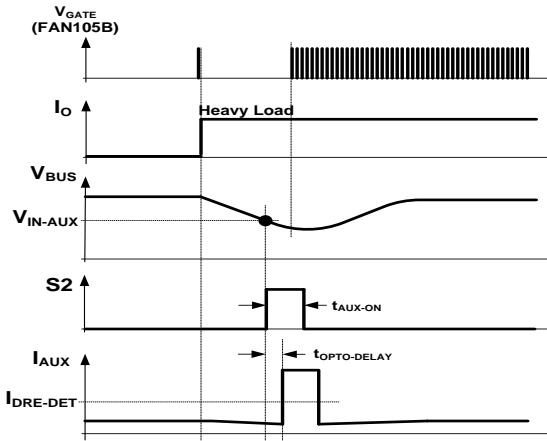 VGATE
(FAN105B)
IO
Heavy Load
VBUS
VIN-AUX
S2
tAUX-ON
IAUX
tOPTO-DELAY
IDRE-DET